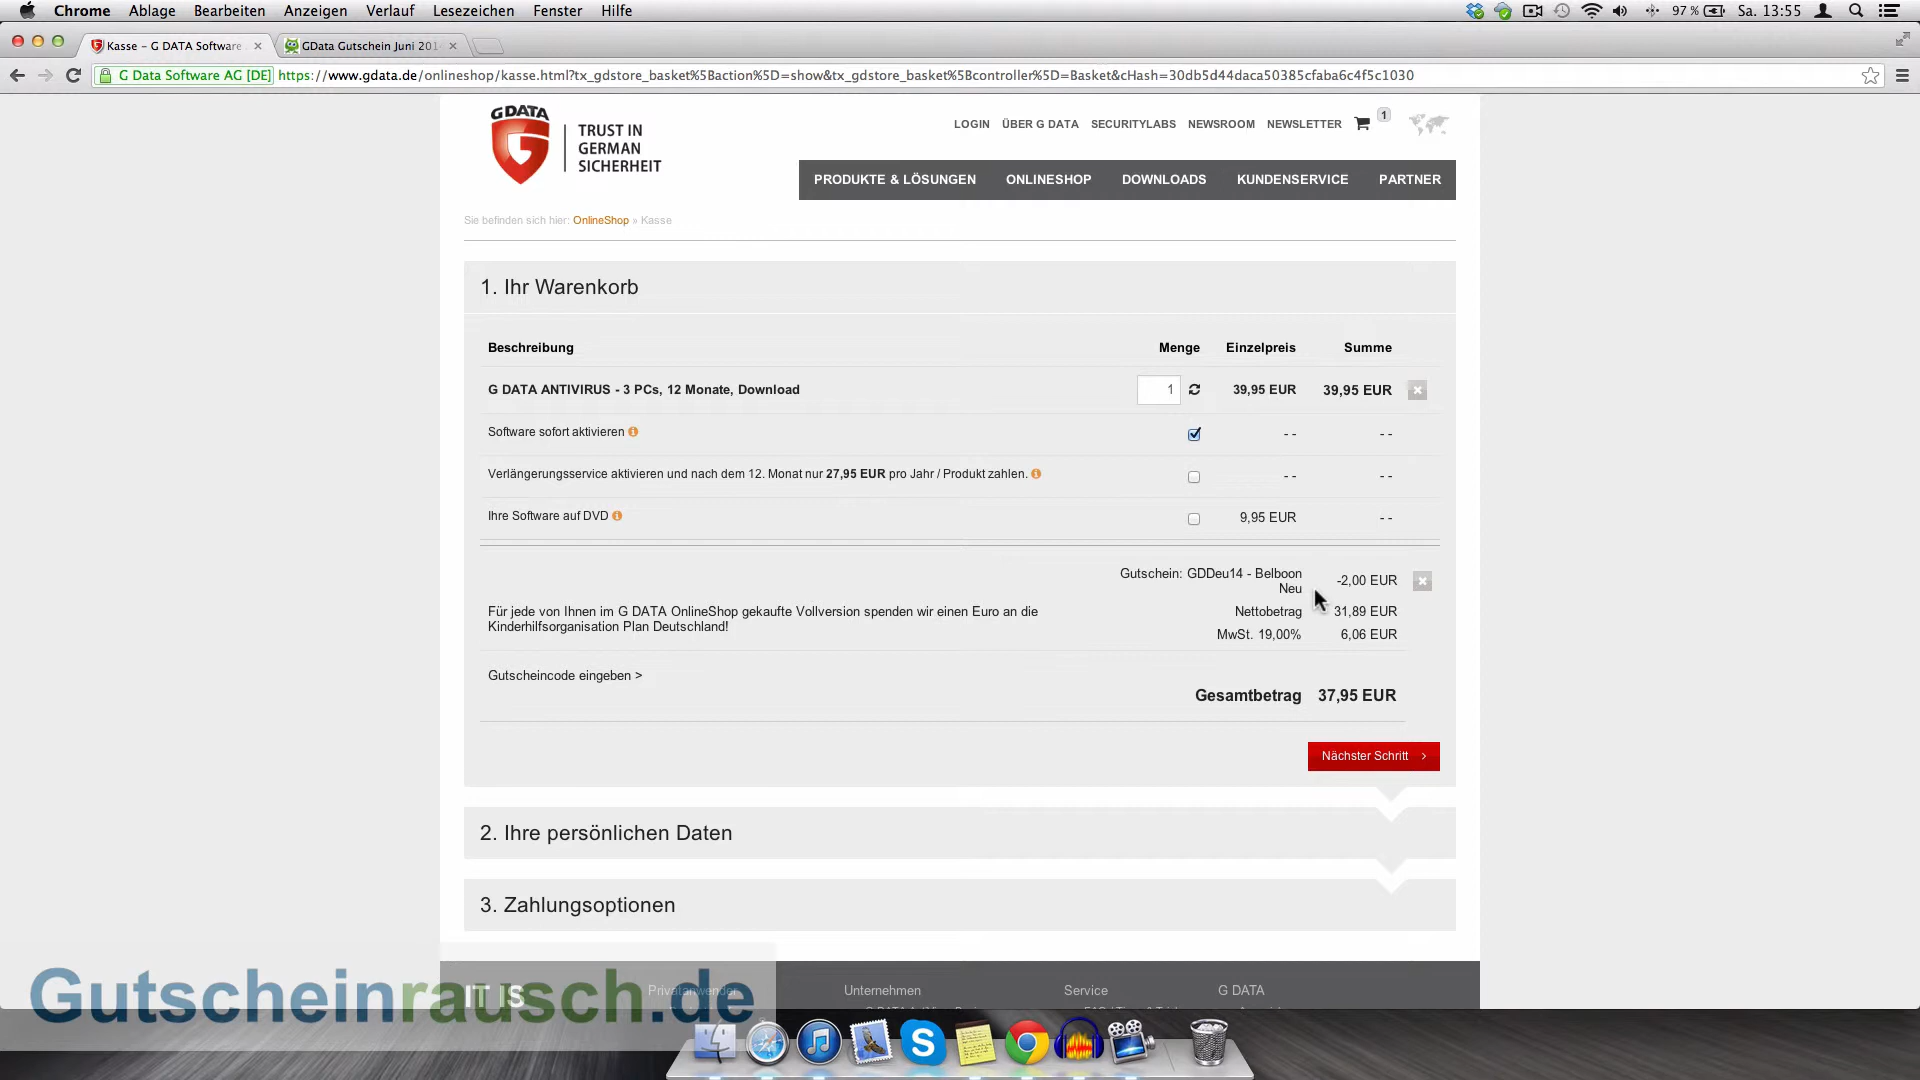 Chrome Ablage Bearbeiten Anzeigen Verlauf Lesezeichen Fenster Hilfe
97 % Sa. 13:55
Kasse – G DATA Software
GData Gutschein Juni 201
G Data Software AG [DE] https://www.gdata.de/onlineshop/kasse.html?tx_gdstore_basket%5Baction%5D=show&tx_gdstore_basket%5Bcontroller%5D=Basket&cHash=30db5d44daca50385cfaba6c4f5c1030
GDATA
TRUST IN
GERMAN
SICHERHEIT
LOGIN ÜBER G DATA SECURITYLABS NEWSROOM NEWSLETTER 1
PRODUKTE & LÖSUNGEN ONLINESHOP DOWNLOADS KUNDENSERVICE PARTNER
Sie befinden sich hier: OnlineShop » Kasse
1. Ihr Warenkorb
Beschreibung Menge Einzelpreis Summe
G DATA ANTIVIRUS - 3 PCs, 12 Monate, Download 1 39,95 EUR 39,95 EUR
Software sofort aktivieren - - - -
Verlängerungsservice aktivieren und nach dem 12. Monat nur 27,95 EUR pro Jahr / Produkt zahlen. - - - -
Ihre Software auf DVD 9,95 EUR - -
Gutschein: GDDeu14 - Belboon
Neu -2,00 EUR
Für jede von Ihnen im G DATA OnlineShop gekaufte Vollversion spenden wir einen Euro an die
Kinderhilfsorganisation Plan Deutschland!
Nettobetrag 31,89 EUR
MwSt. 19,00% 6,06 EUR
Gutscheincode eingeben >
Gesamtbetrag 37,95 EUR
Nächster Schritt
2. Ihre persönlichen Daten
3. Zahlungsoptionen
IT IS Privatanwender Unternehmen Service G DATA
Gutscheinrausch.de